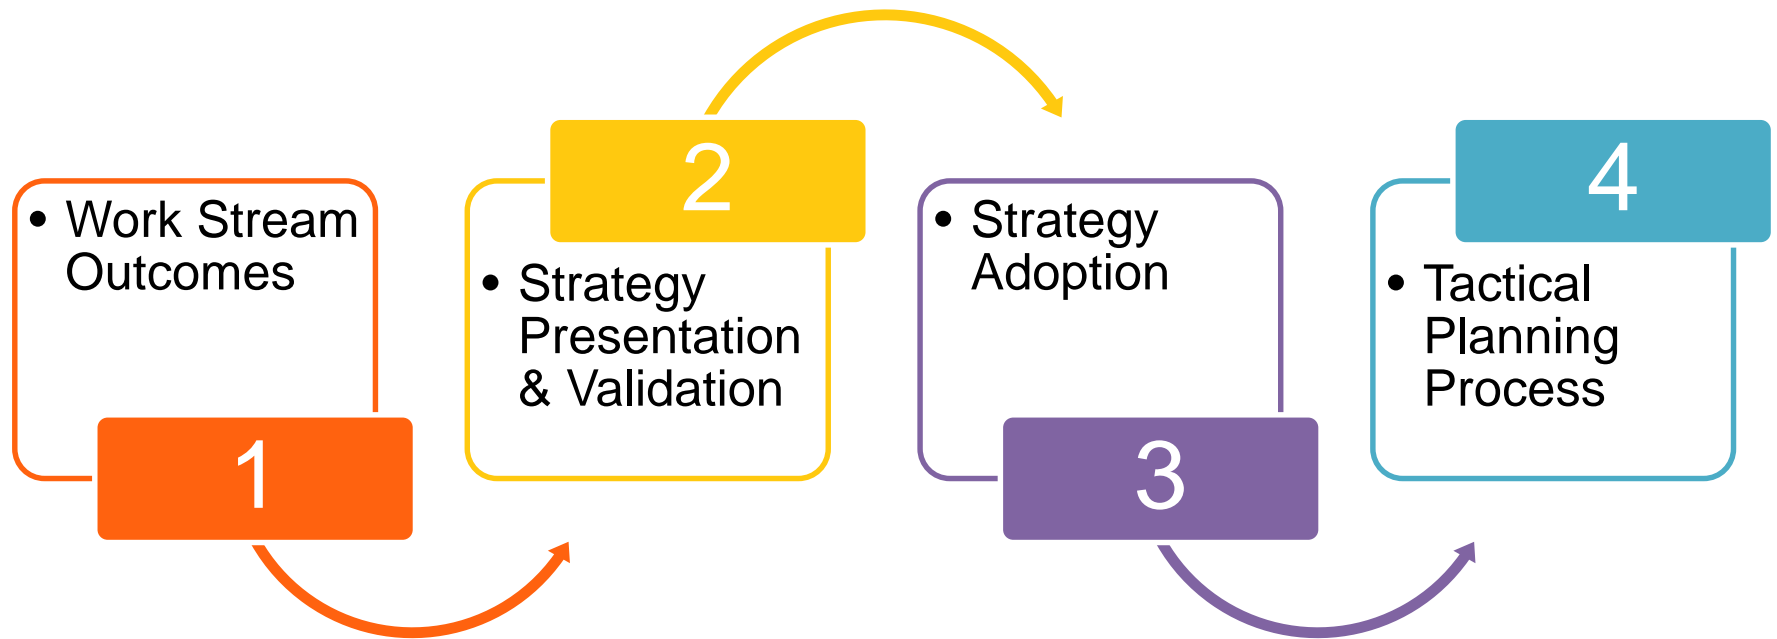 • Work Stream
Outcomes
1
2
• Strategy
Presentation
& Validation
• Strategy
Adoption
3
4
• Tactical
Planning
Process